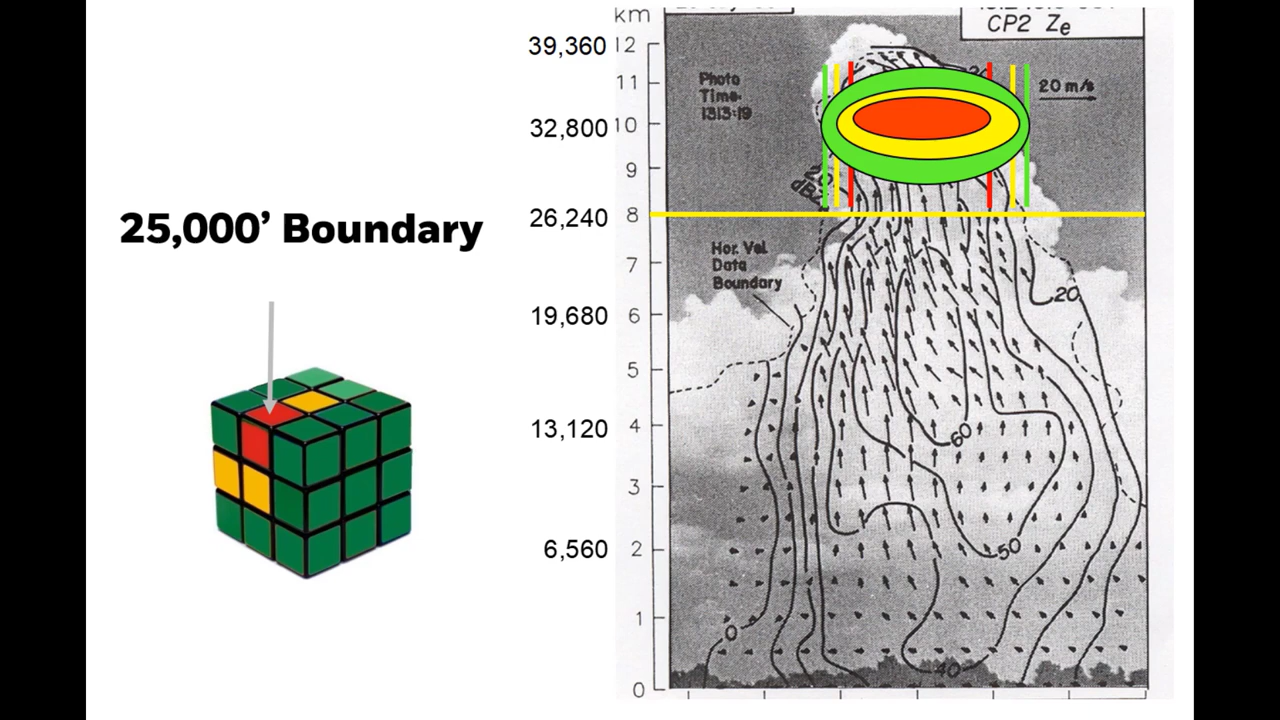 25,000’ Boundary
39,360
32,800
26,240
19,680
13,120
6,560
km
12
11
10
9
8
7
6
5
4
3
2
1
0
CP2 Ze
Photo
Time:
1313:19
20 m/s
dBZ
Hor. Vel.
Data
Boundary
20
60
50
0
40